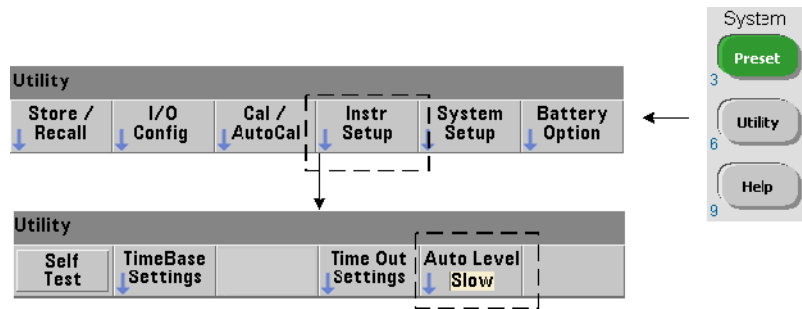 System
Preset
3
Utility
Store / Recall
I/O Config
Cal / AutoCal
Instr Setup
System Setup
Battery Option
Utility
6
Help
9
Utility
Self Test
TimeBase Settings
Time Out Settings
Auto Level Slow